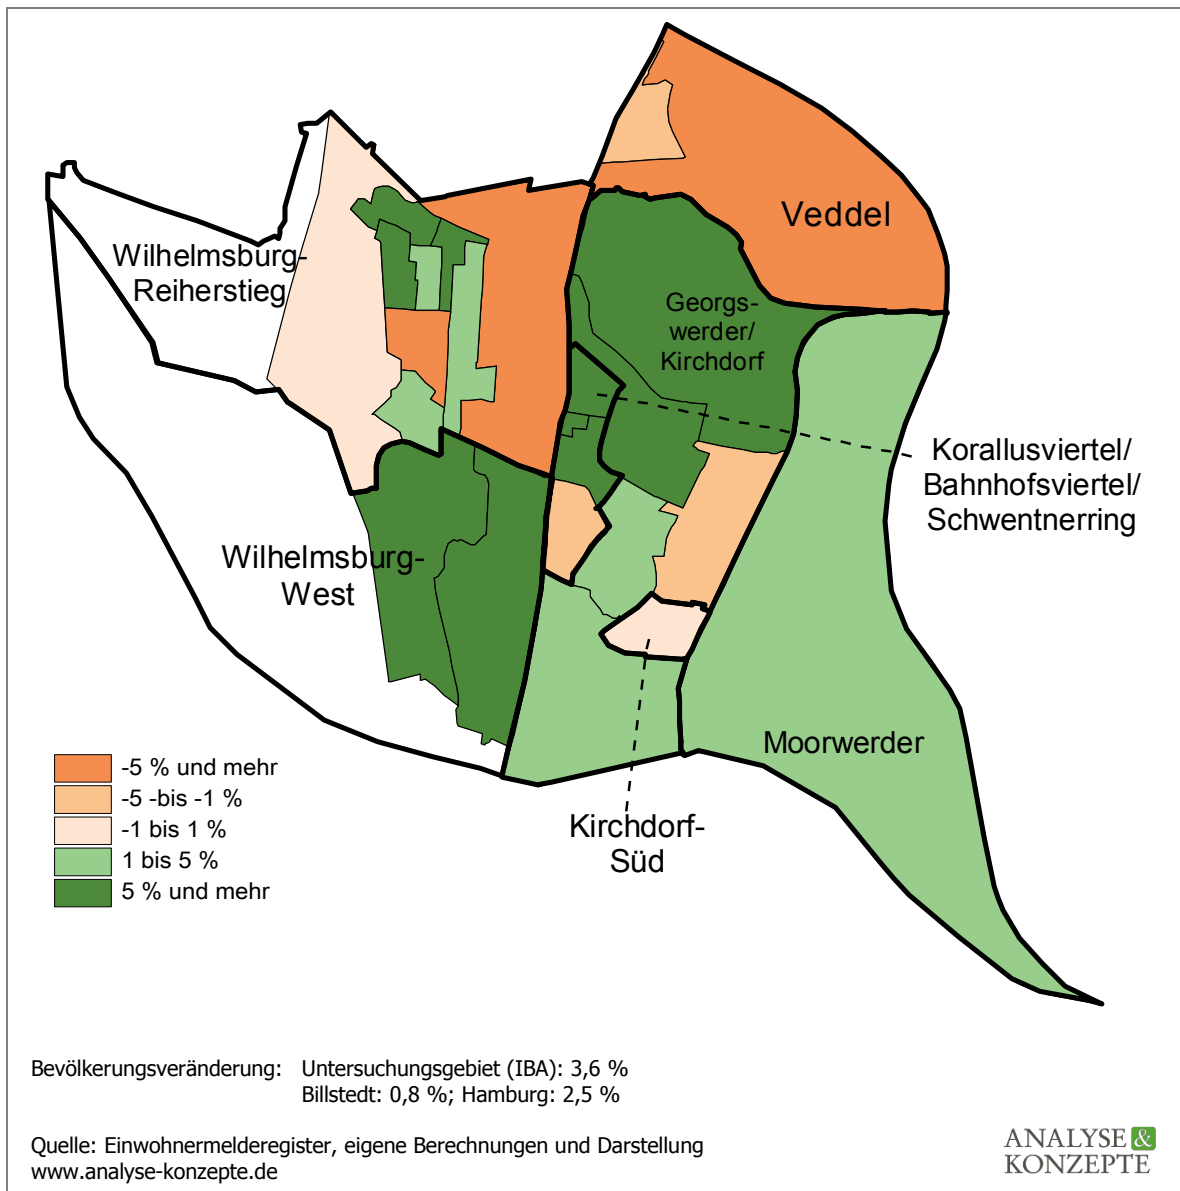 Veddel
Wilhelmsburg-
Reiherstieg
Georgs-
werder/
Kirchdorf
Korallusviertel/
Bahnhofsviertel/
Schwentnerring
Wilhelmsburg-
West
Moorwerder
Kirchdorf-
Süd
-5 % und mehr
-5 -bis -1 %
-1 bis 1 %
1 bis 5 %
5 % und mehr
Bevölkerungsveränderung: Untersuchungsgebiet (IBA): 3,6 %
Billstedt: 0,8 %; Hamburg: 2,5 %
Quelle: Einwohnermelderegister, eigene Berechnungen und Darstellung
www.analyse-konzepte.de
ANALYSE &
KONZEPTE